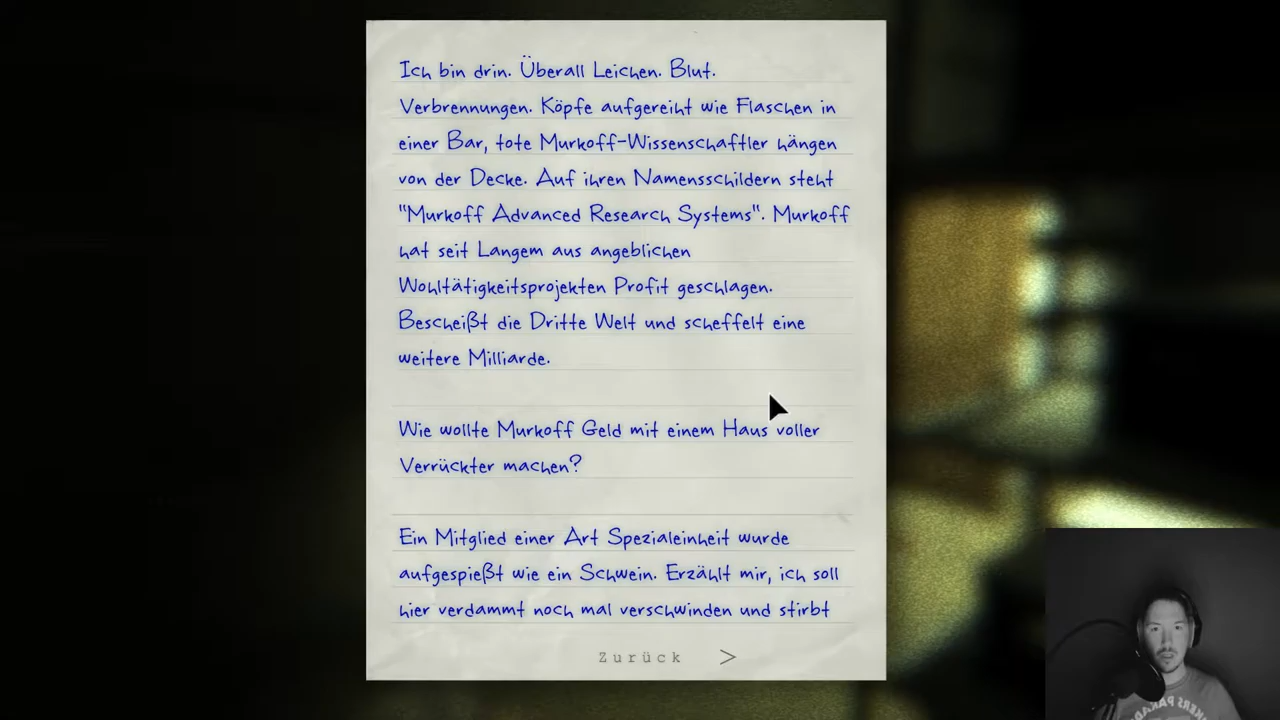 Ich bin drin. Überall Leichen. Blut.
Verbrennungen. Köpfe aufgereiht wie Flaschen in
einer Bar, tote Murkoff-Wissenschaftler hängen
von der Decke. Auf ihren Namensschildern steht
"Murkoff Advanced Research Systems". Murkoff
hat seit Langem aus angeblichen
Wohltätigkeitsprojekten Profit geschlagen.
Bescheißt die Dritte Welt und scheffelt eine
weitere Milliarde.
Wie wollte Murkoff Geld mit einem Haus voller
Verrückter machen?
Ein Mitglied einer Art Spezialeinheit wurde
aufgespießt wie ein Schwein. Erzählt mir, ich soll
hier verdammt noch mal verschwinden und stirbt
Zurück >